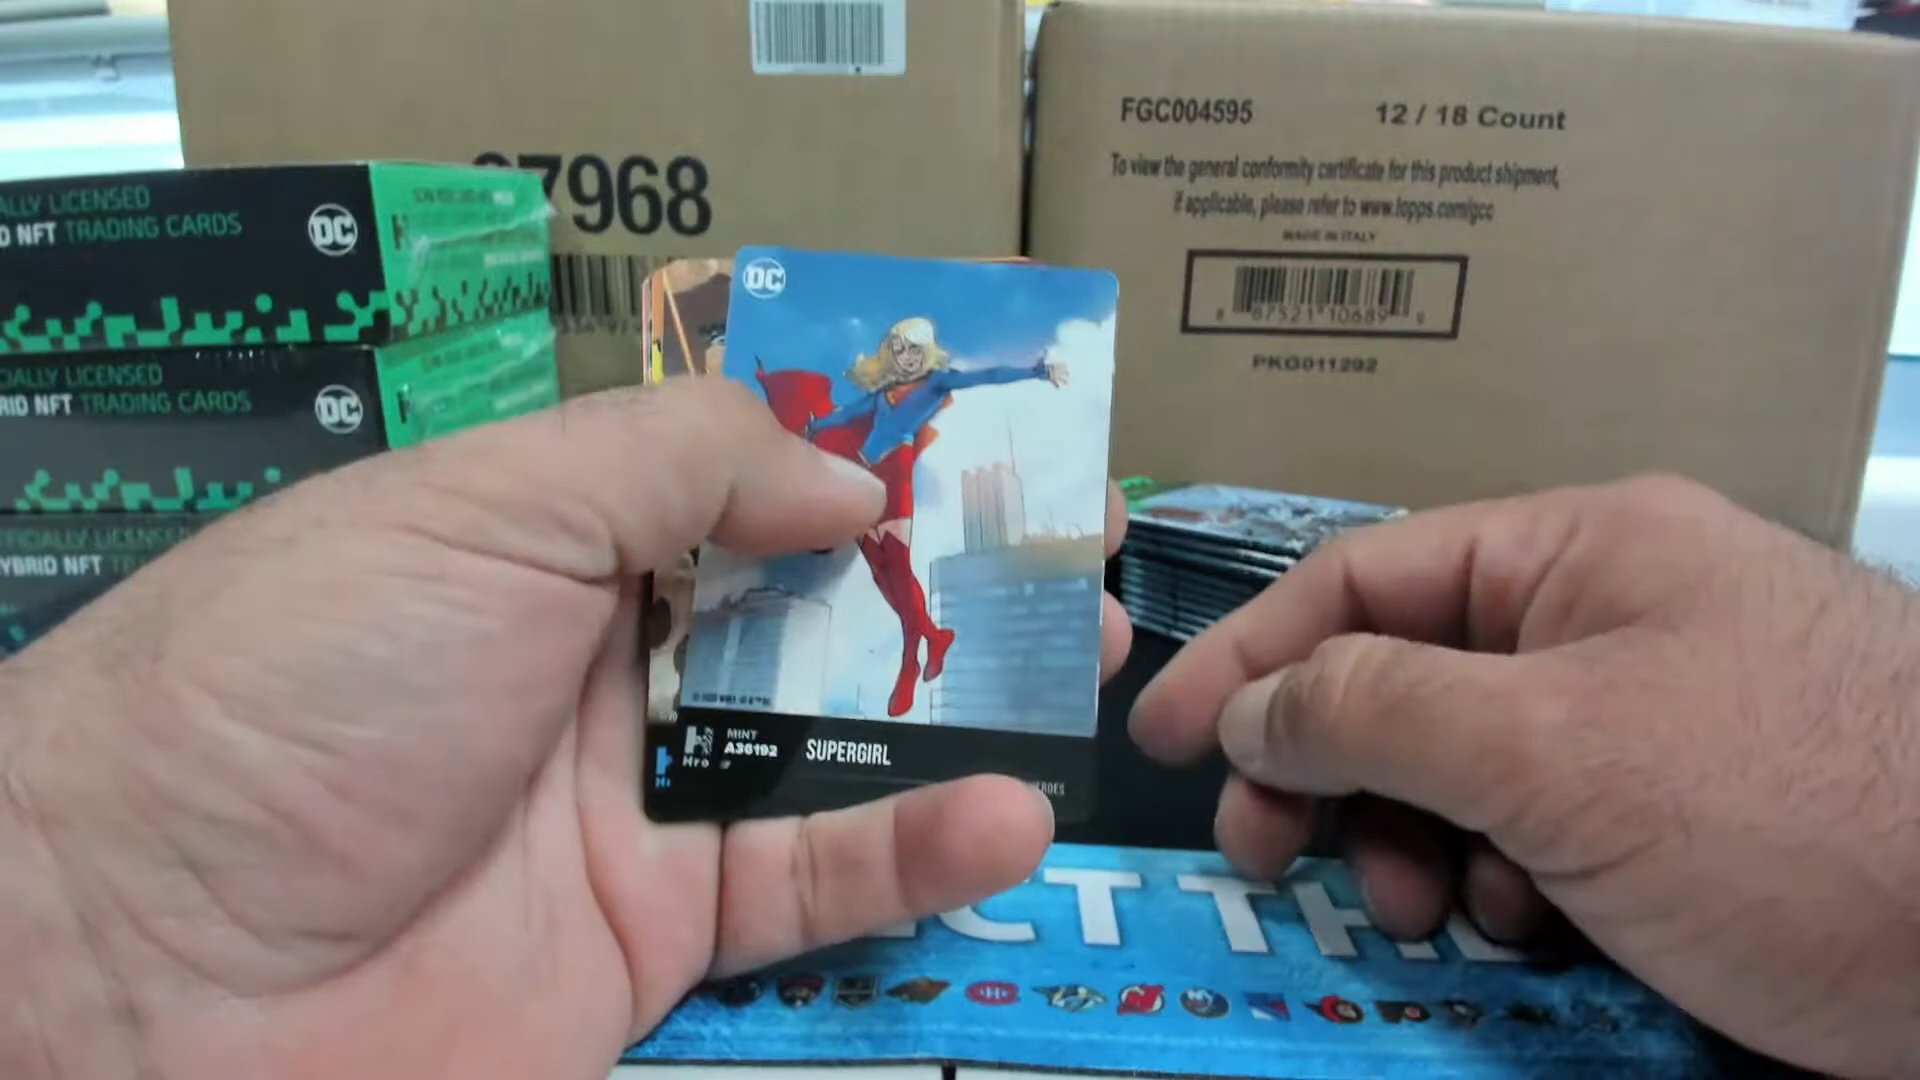 FGC004595 12 / 18 Count
To view the general conformity certificate for this product shipment,
if applicable, please refer to www.topps.com/gcc
MADE IN ITALY
PKG011292
7968
ALLY LICENSED
NFT TRADING CARDS
DC
CIALLY LICENSED
RID NFT TRADING CARDS
DC
LICENSED
YBRID NFT
DC
MINT
A36192
SUPERGIRL
Hro
CT TH